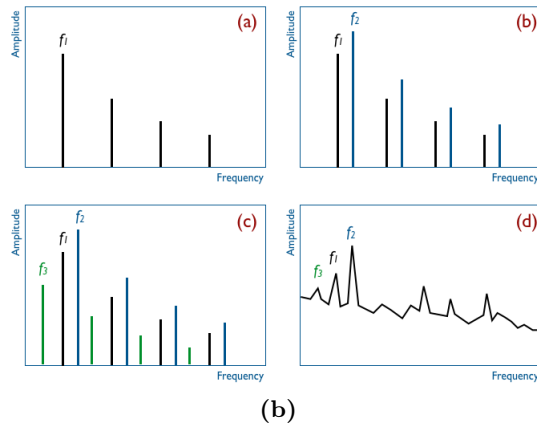 Amplitude
(a)
f1
Frequency
Amplitude
(b)
f2
f1
Frequency
Amplitude
(c)
f2
f1
f3
Frequency
Amplitude
(d)
f2
f1
f3
Frequency
(b)